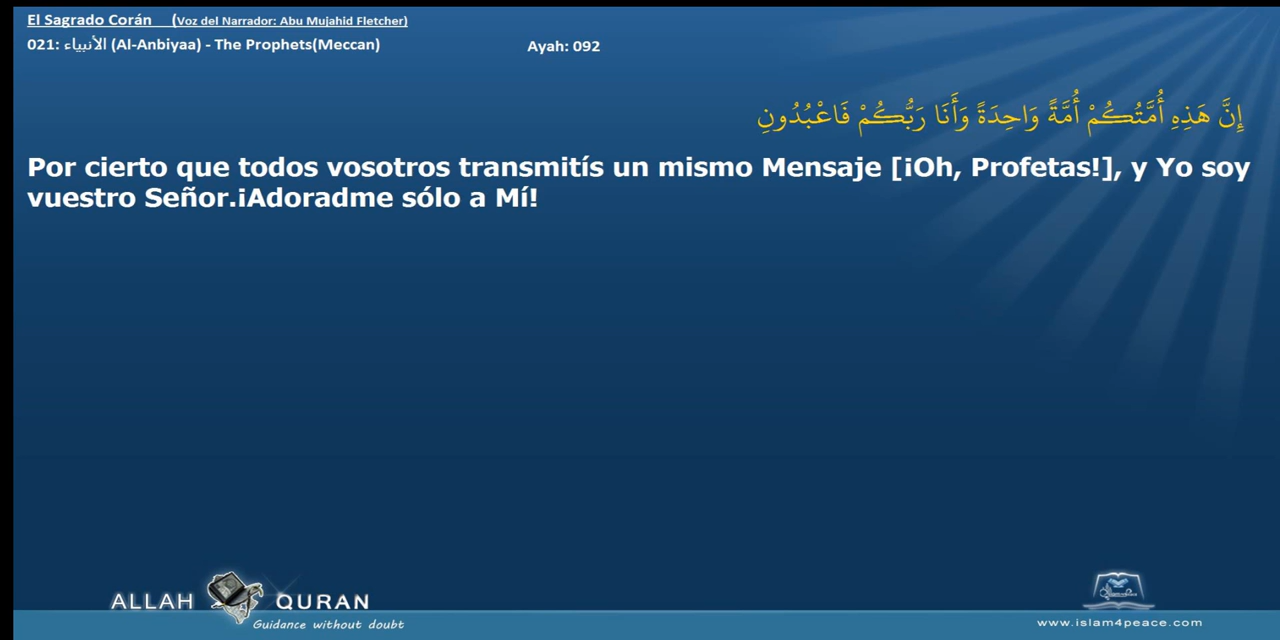 El Sagrado Corán (Voz del Narrador: Abu Mujahid Fletcher)
021: الأنبياء (Al-Anbiyaa) - The Prophets(Meccan) Ayah: 092
إِنَّ هَذِهِ أُمَّتُكُمْ أُمَّةً وَاحِدَةً وَأَنَا رَبُّكُمْ فَاعْبُدُونِ
Por cierto que todos vosotros transmitís un mismo Mensaje [¡Oh, Profetas!], y Yo soy
vuestro Señor.¡Adoradme sólo a Mí!
ALLAH QURAN
Guidance without doubt
www.islam4peace.com